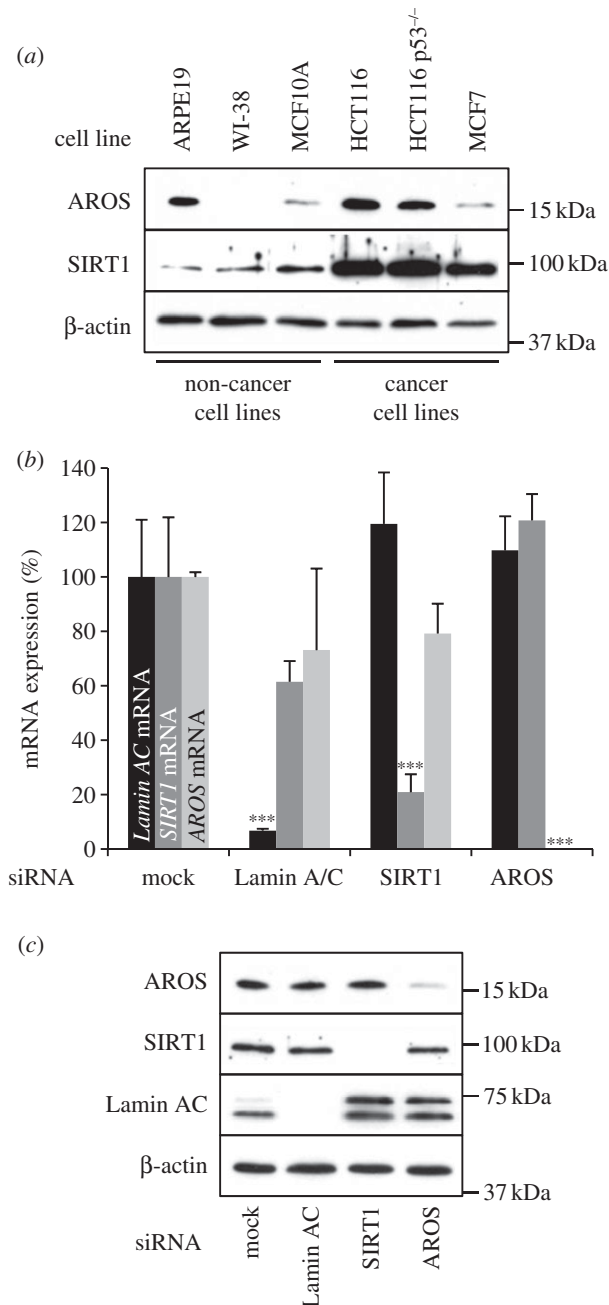 (a)
cell line
ARPE19
WI-38
MCF10A
HCT116
HCT116 p53–/–
MCF7
AROS
15 kDa
SIRT1
100 kDa
β-actin
37 kDa
non-cancer
cell lines
cancer
cell lines
(b)
mRNA expression (%)
140
120
100
80
60
40
20
0
Lamin AC mRNA
SIRT1 mRNA
AROS mRNA
***
***
***
siRNA
mock
Lamin A/C
SIRT1
AROS
(c)
AROS
15 kDa
SIRT1
100 kDa
Lamin AC
75 kDa
β-actin
37 kDa
siRNA
mock
Lamin AC
SIRT1
AROS